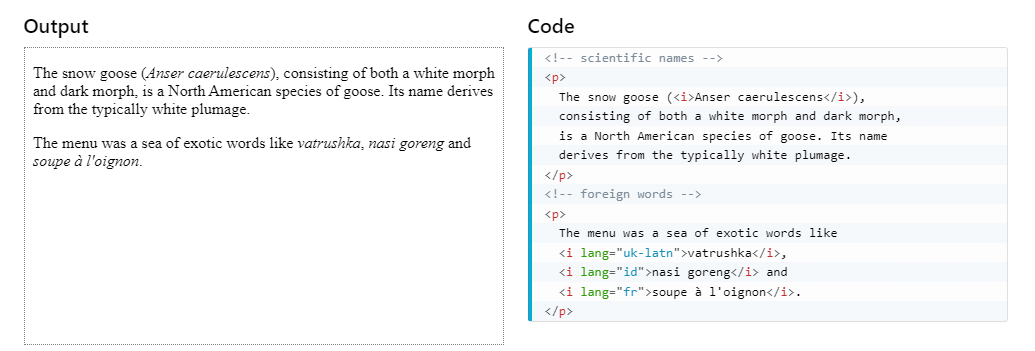 Output
The snow goose (Anser caerulescens), consisting of both a white morph
and dark morph, is a North American species of goose. Its name derives
from the typically white plumage.
The menu was a sea of exotic words like vatrushka, nasi goreng and
soupe à l'oignon.
Code
<!-- scientific names -->
<p>
The snow goose (<i>Anser caerulescens</i>),
consisting of both a white morph and dark morph,
is a North American species of goose. Its name
derives from the typically white plumage.
</p>
<!-- foreign words -->
<p>
The menu was a sea of exotic words like
<i lang="uk-latn">vatrushka</i>,
<i lang="id">nasi goreng</i> and
<i lang="fr">soupe à l'oignon</i>.
</p>